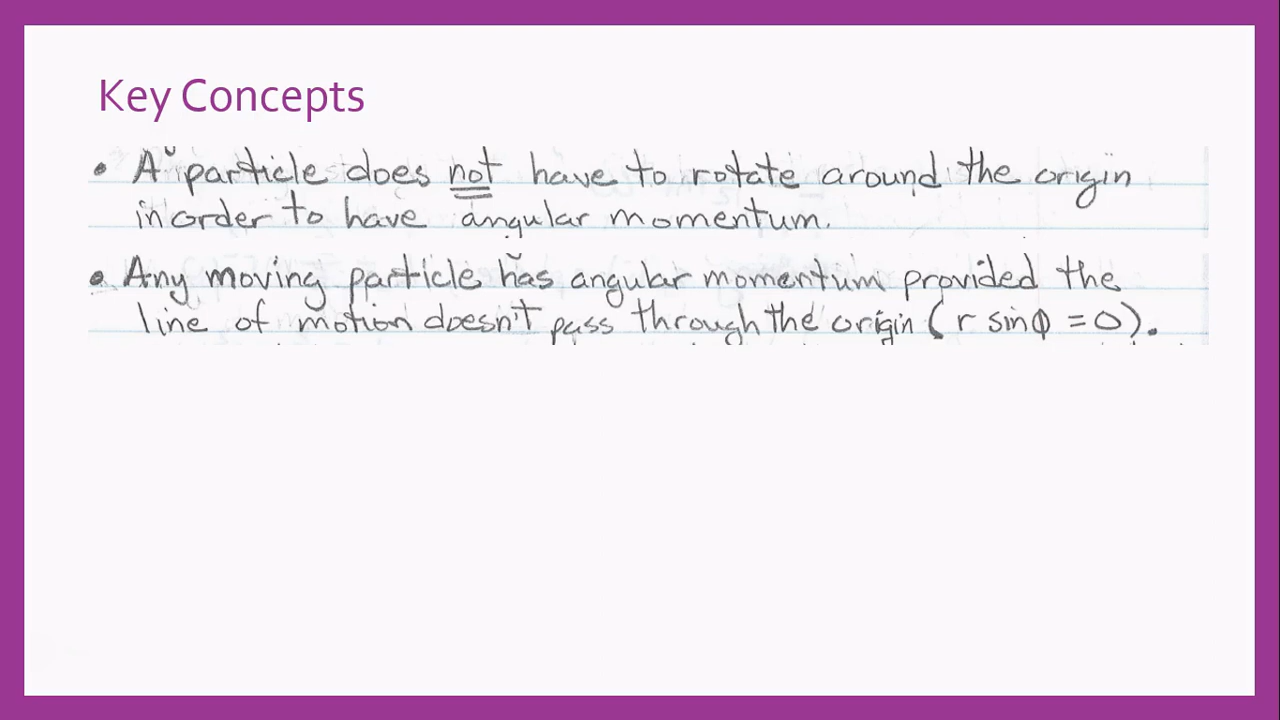 Key Concepts
• A particle does not have to rotate around the origin
in order to have angular momentum.
• Any moving particle has angular momentum provided the
line of motion doesn't pass through the origin (r sinϕ = 0).